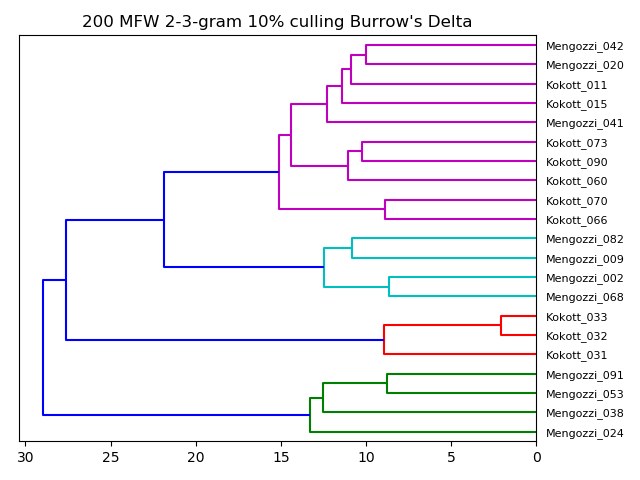 200 MFW 2-3-gram 10% culling Burrow's Delta
Mengozzi_042
Mengozzi_020
Kokott_011
Kokott_015
Mengozzi_041
Kokott_073
Kokott_090
Kokott_060
Kokott_070
Kokott_066
Mengozzi_082
Mengozzi_009
Mengozzi_002
Mengozzi_068
Kokott_033
Kokott_032
Kokott_031
Mengozzi_091
Mengozzi_053
Mengozzi_038
Mengozzi_024
30 25 20 15 10 5 0